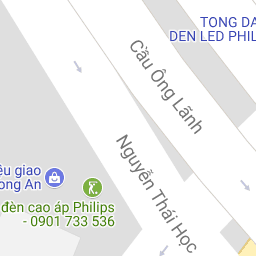 TONG DA
DEN LED PHIL
Cầu Ông Lãnh
Nguyễn Thái Học
ệu giao
ong An
đèn cao áp Philips
- 0901 733 536